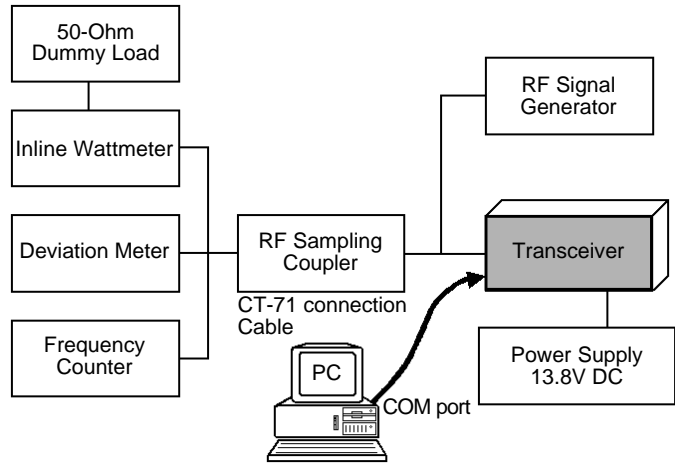 50-Ohm
Dummy Load
RF Signal
Generator
Inline Wattmeter
Deviation Meter
RF Sampling
Coupler
Transceiver
CT-71 connection
Cable
Frequency
Counter
PC
COM port
Power Supply
13.8V DC